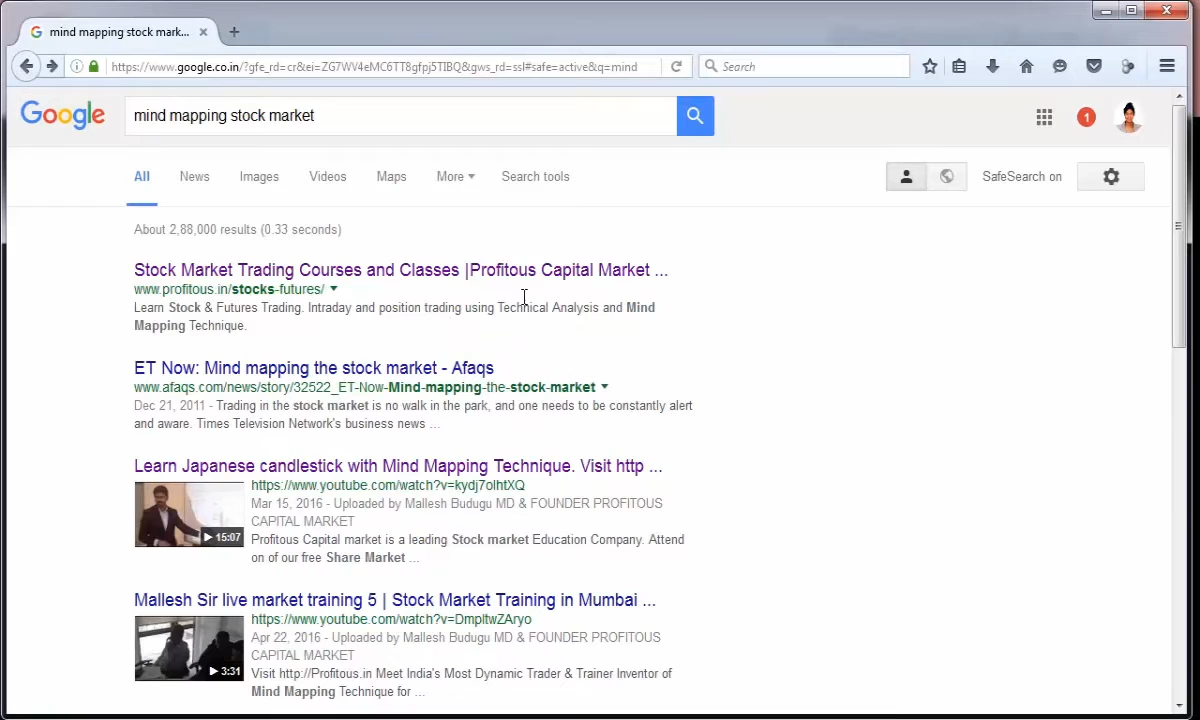 mind mapping stock mark...
https://www.google.co.in/?gfe_rd=cr&ei=ZG7WV4eMC6TT8gfpj5TIBQ&gws_rd=ssl#safe=active&q=mind
Search
Google
mind mapping stock market
1
All News Images Videos Maps More Search tools
SafeSearch on
About 2,88,000 results (0.33 seconds)
Stock Market Trading Courses and Classes |Profitous Capital Market ...
www.profitous.in/stocks-futures/
Learn Stock & Futures Trading. Intraday and position trading using Technical Analysis and Mind
Mapping Technique.
ET Now: Mind mapping the stock market - Afaqs
www.afaqs.com/news/story/32522_ET-Now-Mind-mapping-the-stock-market
Dec 21, 2011 - Trading in the stock market is no walk in the park, and one needs to be constantly alert
and aware. Times Television Network's business news ...
Learn Japanese candlestick with Mind Mapping Technique. Visit http ...
https://www.youtube.com/watch?v=kydj7olhtXQ
Mar 15, 2016 - Uploaded by Mallesh Budugu MD & FOUNDER PROFITOUS
CAPITAL MARKET
15:07
Profitous Capital market is a leading Stock market Education Company. Attend
on of our free Share Market ...
Mallesh Sir live market training 5 | Stock Market Training in Mumbai ...
https://www.youtube.com/watch?v=DmpltwZAryo
Apr 22, 2016 - Uploaded by Mallesh Budugu MD & FOUNDER PROFITOUS
CAPITAL MARKET
3:31
Visit http://Profitous.in Meet India's Most Dynamic Trader & Trainer Inventor of
Mind Mapping Technique for ...